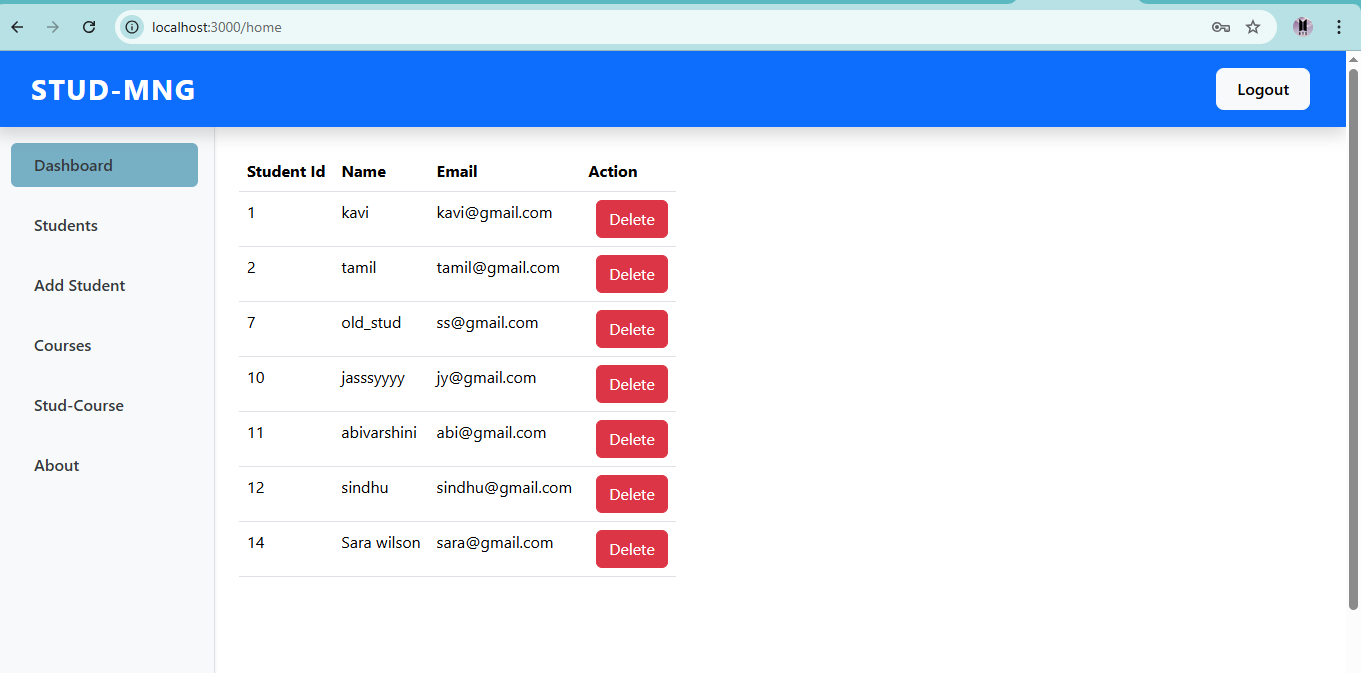 localhost:3000/home
STUD-MNG
Logout
Dashboard
Students
Add Student
Courses
Stud-Course
About
Student Id Name Email Action
1 kavi kavi@gmail.com Delete
2 tamil tamil@gmail.com Delete
7 old_stud ss@gmail.com Delete
10 jasssyyyy jy@gmail.com Delete
11 abivarshini abi@gmail.com Delete
12 sindhu sindhu@gmail.com Delete
14 Sara wilson sara@gmail.com Delete